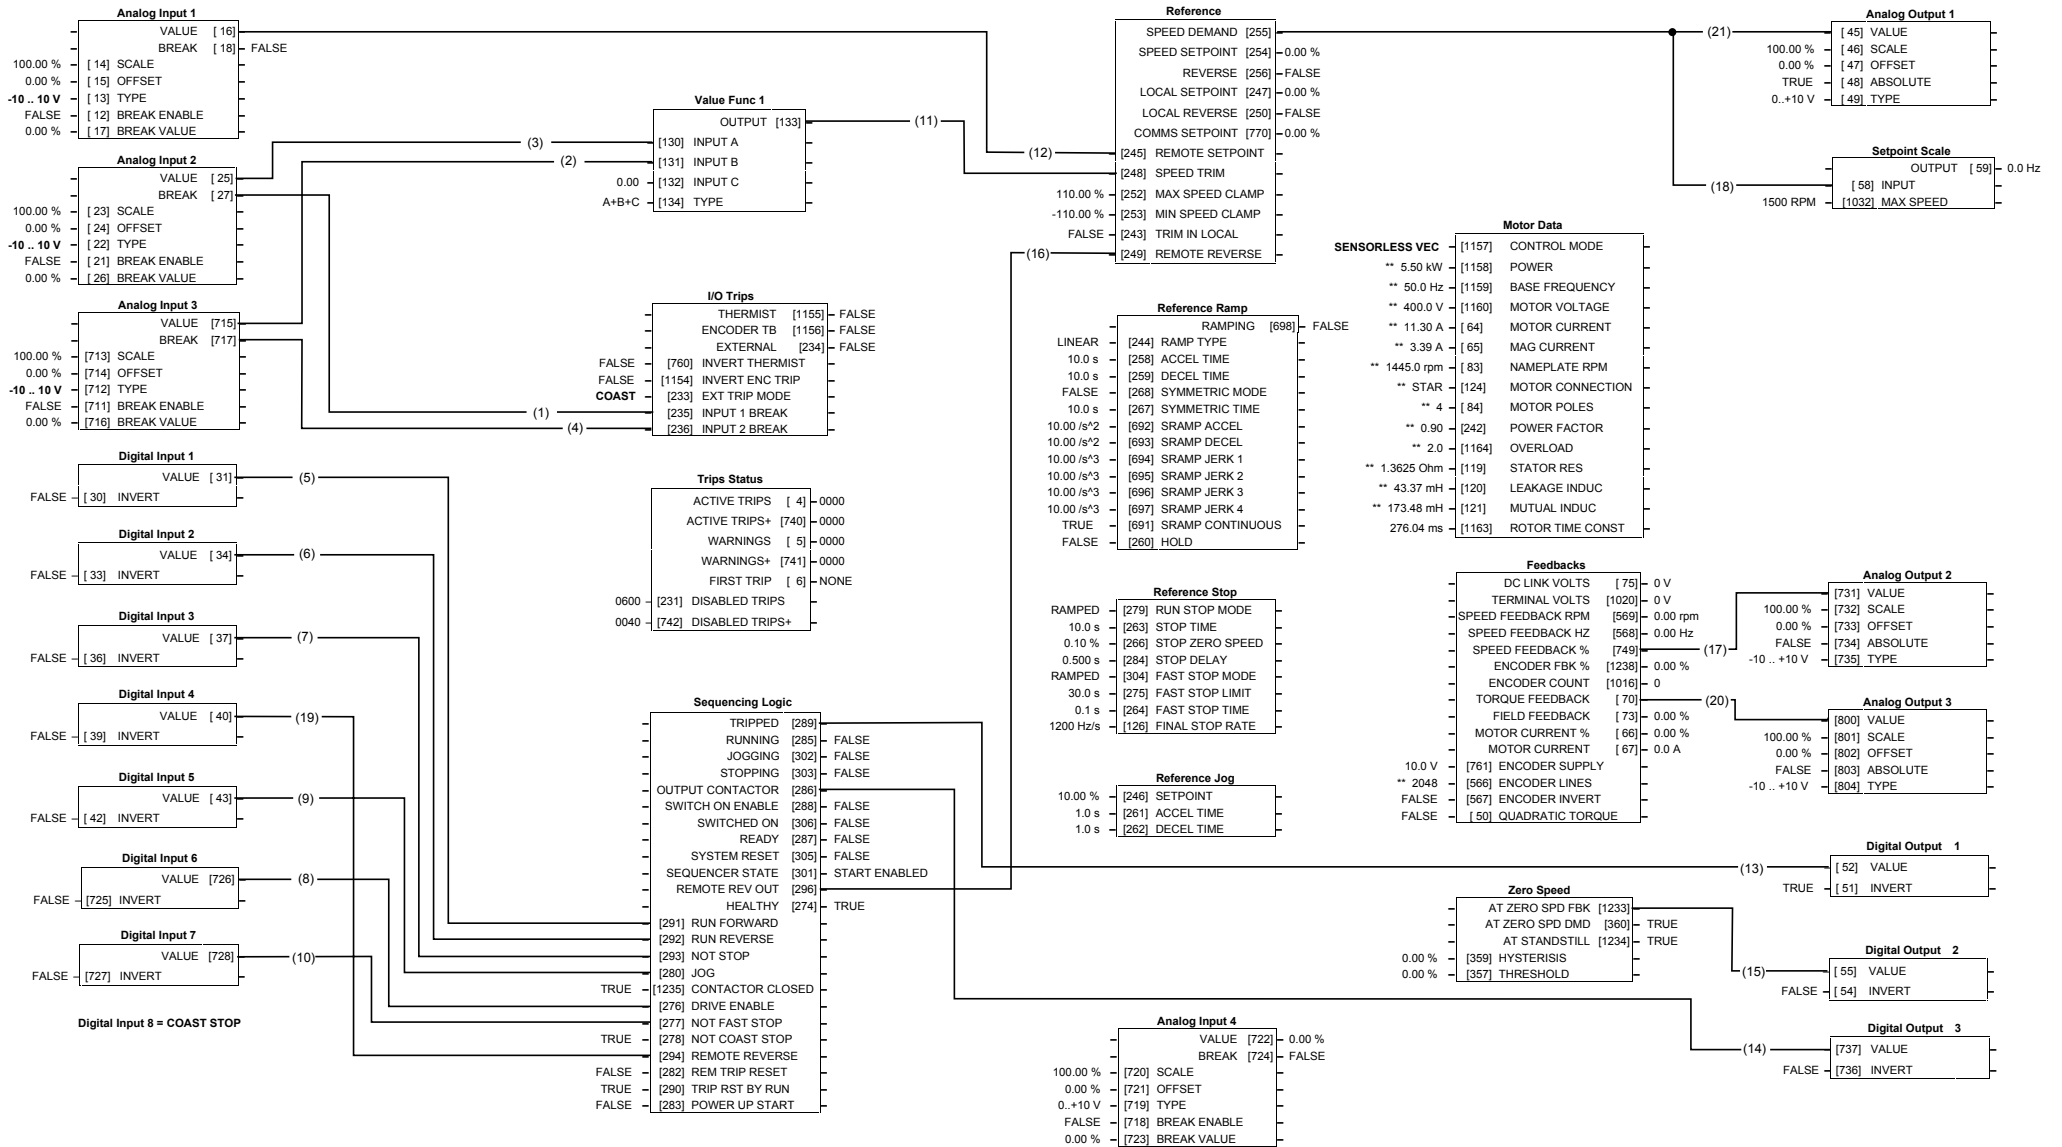 Analog Input 1
VALUE [ 16]
BREAK [ 18] FALSE
100.00 % [ 14] SCALE
0.00 % [ 15] OFFSET
-10 .. 10 V [ 13] TYPE
FALSE [ 12] BREAK ENABLE
0.00 % [ 17] BREAK VALUE
Analog Input 2
VALUE [ 25]
BREAK [ 27]
100.00 % [ 23] SCALE
0.00 % [ 24] OFFSET
-10 .. 10 V [ 22] TYPE
FALSE [ 21] BREAK ENABLE
0.00 % [ 26] BREAK VALUE
Analog Input 3
VALUE [715]
BREAK [717]
100.00 % [713] SCALE
0.00 % [714] OFFSET
-10 .. 10 V [712] TYPE
FALSE [711] BREAK ENABLE
0.00 % [716] BREAK VALUE
Digital Input 1
VALUE [ 31] (5)
FALSE [ 30] INVERT
Digital Input 2
VALUE [ 34] (6)
FALSE [ 33] INVERT
Digital Input 3
VALUE [ 37] (7)
FALSE [ 36] INVERT
Digital Input 4
VALUE [ 40] (19)
FALSE [ 39] INVERT
Digital Input 5
VALUE [ 43] (9)
FALSE [ 42] INVERT
Digital Input 6
VALUE [726] (8)
FALSE [725] INVERT
Digital Input 7
VALUE [728] (10)
FALSE [727] INVERT
Digital Input 8 = COAST STOP
Value Func 1
OUTPUT [133] (11)
(3) [130] INPUT A
(2) [131] INPUT B
0.00 [132] INPUT C
A+B+C [134] TYPE
I/O Trips
THERMIST [1155] FALSE
ENCODER TB [1156] FALSE
EXTERNAL [234] FALSE
FALSE [760] INVERT THERMIST
FALSE [1154] INVERT ENC TRIP
COAST [233] EXT TRIP MODE
(1) [235] INPUT 1 BREAK
(4) [236] INPUT 2 BREAK
Trips Status
ACTIVE TRIPS [ 4] 0000
ACTIVE TRIPS+ [740] 0000
WARNINGS [ 5] 0000
WARNINGS+ [741] 0000
FIRST TRIP [ 6] NONE
0600 [231] DISABLED TRIPS
0040 [742] DISABLED TRIPS+
Sequencing Logic
TRIPPED [289]
RUNNING [285] FALSE
JOGGING [302] FALSE
STOPPING [303] FALSE
OUTPUT CONTACTOR [286]
SWITCH ON ENABLE [288] FALSE
SWITCHED ON [306] FALSE
READY [287] FALSE
SYSTEM RESET [305] FALSE
SEQUENCER STATE [301] START ENABLED
REMOTE REV OUT [296]
HEALTHY [274] TRUE
[291] RUN FORWARD
[292] RUN REVERSE
[293] NOT STOP
[280] JOG
TRUE [1235] CONTACTOR CLOSED
[276] DRIVE ENABLE
[277] NOT FAST STOP
TRUE [278] NOT COAST STOP
[294] REMOTE REVERSE
FALSE [282] REM TRIP RESET
TRUE [290] TRIP RST BY RUN
FALSE [283] POWER UP START
Reference
SPEED DEMAND [255]
SPEED SETPOINT [254] 0.00 %
REVERSE [256] FALSE
LOCAL SETPOINT [247] 0.00 %
LOCAL REVERSE [250] FALSE
COMMS SETPOINT [770] 0.00 %
(12) [245] REMOTE SETPOINT
[248] SPEED TRIM
110.00 % [252] MAX SPEED CLAMP
-110.00 % [253] MIN SPEED CLAMP
FALSE [243] TRIM IN LOCAL
(16) [249] REMOTE REVERSE
Reference Ramp
RAMPING [698] FALSE
LINEAR [244] RAMP TYPE
10.0 s [258] ACCEL TIME
10.0 s [259] DECEL TIME
FALSE [268] SYMMETRIC MODE
10.0 s [267] SYMMETRIC TIME
10.00 /s^2 [692] SRAMP ACCEL
10.00 /s^2 [693] SRAMP DECEL
10.00 /s^3 [694] SRAMP JERK 1
10.00 /s^3 [695] SRAMP JERK 2
10.00 /s^3 [696] SRAMP JERK 3
10.00 /s^3 [697] SRAMP JERK 4
TRUE [691] SRAMP CONTINUOUS
FALSE [260] HOLD
Reference Stop
RAMPED [279] RUN STOP MODE
10.0 s [263] STOP TIME
0.10 % [266] STOP ZERO SPEED
0.500 s [284] STOP DELAY
RAMPED [304] FAST STOP MODE
30.0 s [275] FAST STOP LIMIT
0.1 s [264] FAST STOP TIME
1200 Hz/s [126] FINAL STOP RATE
Reference Jog
10.00 % [246] SETPOINT
1.0 s [261] ACCEL TIME
1.0 s [262] DECEL TIME
Analog Input 4
VALUE [722] 0.00 %
BREAK [724] FALSE
100.00 % [720] SCALE
0.00 % [721] OFFSET
0..+10 V [719] TYPE
FALSE [718] BREAK ENABLE
0.00 % [723] BREAK VALUE
Motor Data
SENSORLESS VEC [1157] CONTROL MODE
** 5.50 kW [1158] POWER
** 50.0 Hz [1159] BASE FREQUENCY
** 400.0 V [1160] MOTOR VOLTAGE
** 11.30 A [ 64] MOTOR CURRENT
** 3.39 A [ 65] MAG CURRENT
** 1445.0 rpm [ 83] NAMEPLATE RPM
** STAR [124] MOTOR CONNECTION
** 4 [ 84] MOTOR POLES
** 0.90 [242] POWER FACTOR
** 2.0 [1164] OVERLOAD
** 1.3625 Ohm [119] STATOR RES
** 43.37 mH [120] LEAKAGE INDUC
** 173.48 mH [121] MUTUAL INDUC
276.04 ms [1163] ROTOR TIME CONST
Feedbacks
DC LINK VOLTS [ 75] 0 V
TERMINAL VOLTS [1020] 0 V
SPEED FEEDBACK RPM [569] 0.00 rpm
SPEED FEEDBACK HZ [568] 0.00 Hz
SPEED FEEDBACK % [749] (17)
ENCODER FBK % [1238] 0.00 %
ENCODER COUNT [1016] 0
TORQUE FEEDBACK [ 70] (20)
FIELD FEEDBACK [ 73] 0.00 %
MOTOR CURRENT % [ 66] 0.00 %
MOTOR CURRENT [ 67] 0.0 A
10.0 V [761] ENCODER SUPPLY
** 2048 [566] ENCODER LINES
FALSE [567] ENCODER INVERT
FALSE [ 50] QUADRATIC TORQUE
Zero Speed
AT ZERO SPD FBK [1233]
AT ZERO SPD DMD [360] TRUE
AT STANDSTILL [1234] TRUE
0.00 % [359] HYSTERISIS
0.00 % [357] THRESHOLD
Analog Output 1
(21) [ 45] VALUE
100.00 % [ 46] SCALE
0.00 % [ 47] OFFSET
TRUE [ 48] ABSOLUTE
0..+10 V [ 49] TYPE
Setpoint Scale
OUTPUT [ 59] 0.0 Hz
(18) [ 58] INPUT
1500 RPM [1032] MAX SPEED
Analog Output 2
[731] VALUE
100.00 % [732] SCALE
0.00 % [733] OFFSET
FALSE [734] ABSOLUTE
-10 .. +10 V [735] TYPE
Analog Output 3
[800] VALUE
100.00 % [801] SCALE
0.00 % [802] OFFSET
FALSE [803] ABSOLUTE
-10 .. +10 V [804] TYPE
Digital Output 1
(13) [ 52] VALUE
TRUE [ 51] INVERT
Digital Output 2
(15) [ 55] VALUE
FALSE [ 54] INVERT
Digital Output 3
(14) [737] VALUE
FALSE [736] INVERT